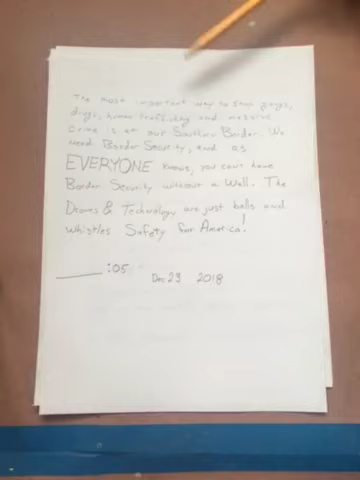 The most important way to stop gangs,
drugs, human trafficking and massive
crime is at our Southern Border. We
need Border Security, and as
EVERYONE knows, you can't have
Border Security without a Wall. The
Drones & Technology are just bells and
whistles Safety for America!
:05
Dec 23 2018